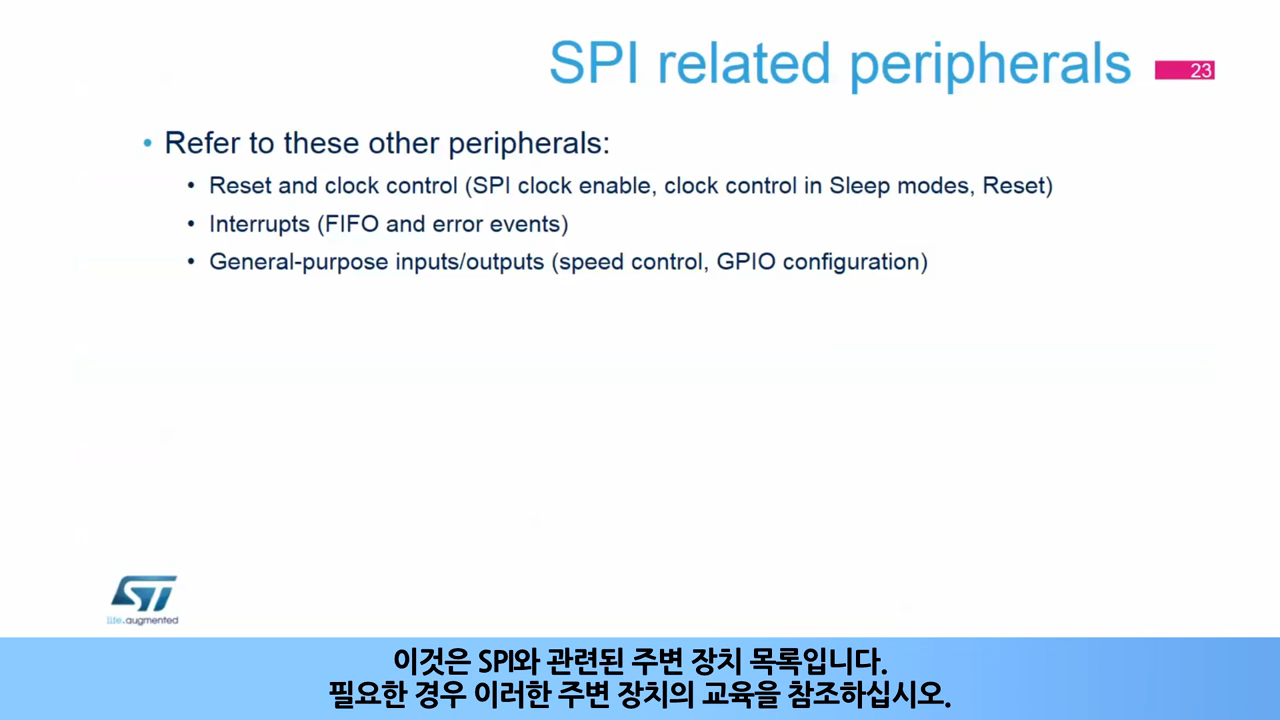 SPI related peripherals
23
• Refer to these other peripherals:
• Reset and clock control (SPI clock enable, clock control in Sleep modes, Reset)
• Interrupts (FIFO and error events)
• General-purpose inputs/outputs (speed control, GPIO configuration)
ST
life.augmented
이것은 SPI와 관련된 주변 장치 목록입니다.
필요한 경우 이러한 주변 장치의 교육을 참조하십시오.